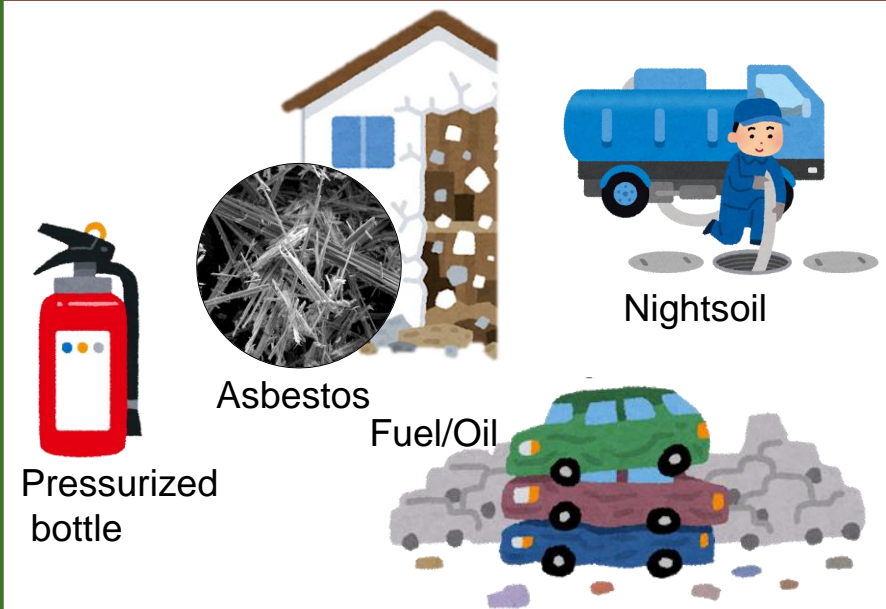 Nightsoil
Asbestos
Fuel/Oil
Pressurized
bottle